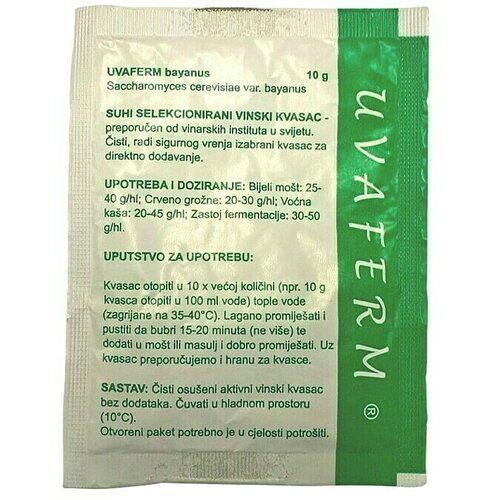 UVAFERM bayanus 10 g
Saccharomyces cerevisiae var. bayanus
SUHI SELEKCIONIRANI VINSKI KVASAC -
preporučen od vinarskih instituta u svijetu.
Čisti, radi sigurnog vrenja izabrani kvasac za
direktno dodavanje.
UPOTREBA I DOZIRANJE: Bijeli mošt: 25-
40 g/hl; Crveno grožne: 20-30 g/hl; Voćna
kaša: 20-45 g/hl; Zastoj fermentacije: 30-50
g/hl.
UPUTSTVO ZA UPOTREBU:
Kvasac otopiti u 10 x većoj količini (npr. 10 g
kvasca otopiti u 100 ml vode) tople vode
(zagrijane na 35-40°C). Lagano promiješati i
pustiti da bubri 15-20 minuta (ne više) te
dodati u mošt ili masulj i dobro promiješati. Uz
kvasac preporučujemo i hranu za kvasce.
SASTAV: Čisti osušeni aktivni vinski kvasac
bez dodataka. Čuvati u hladnom prostoru
(10°C).
Otvoreni paket potrebno je u cjelosti potrošiti.
UVAFERM ®